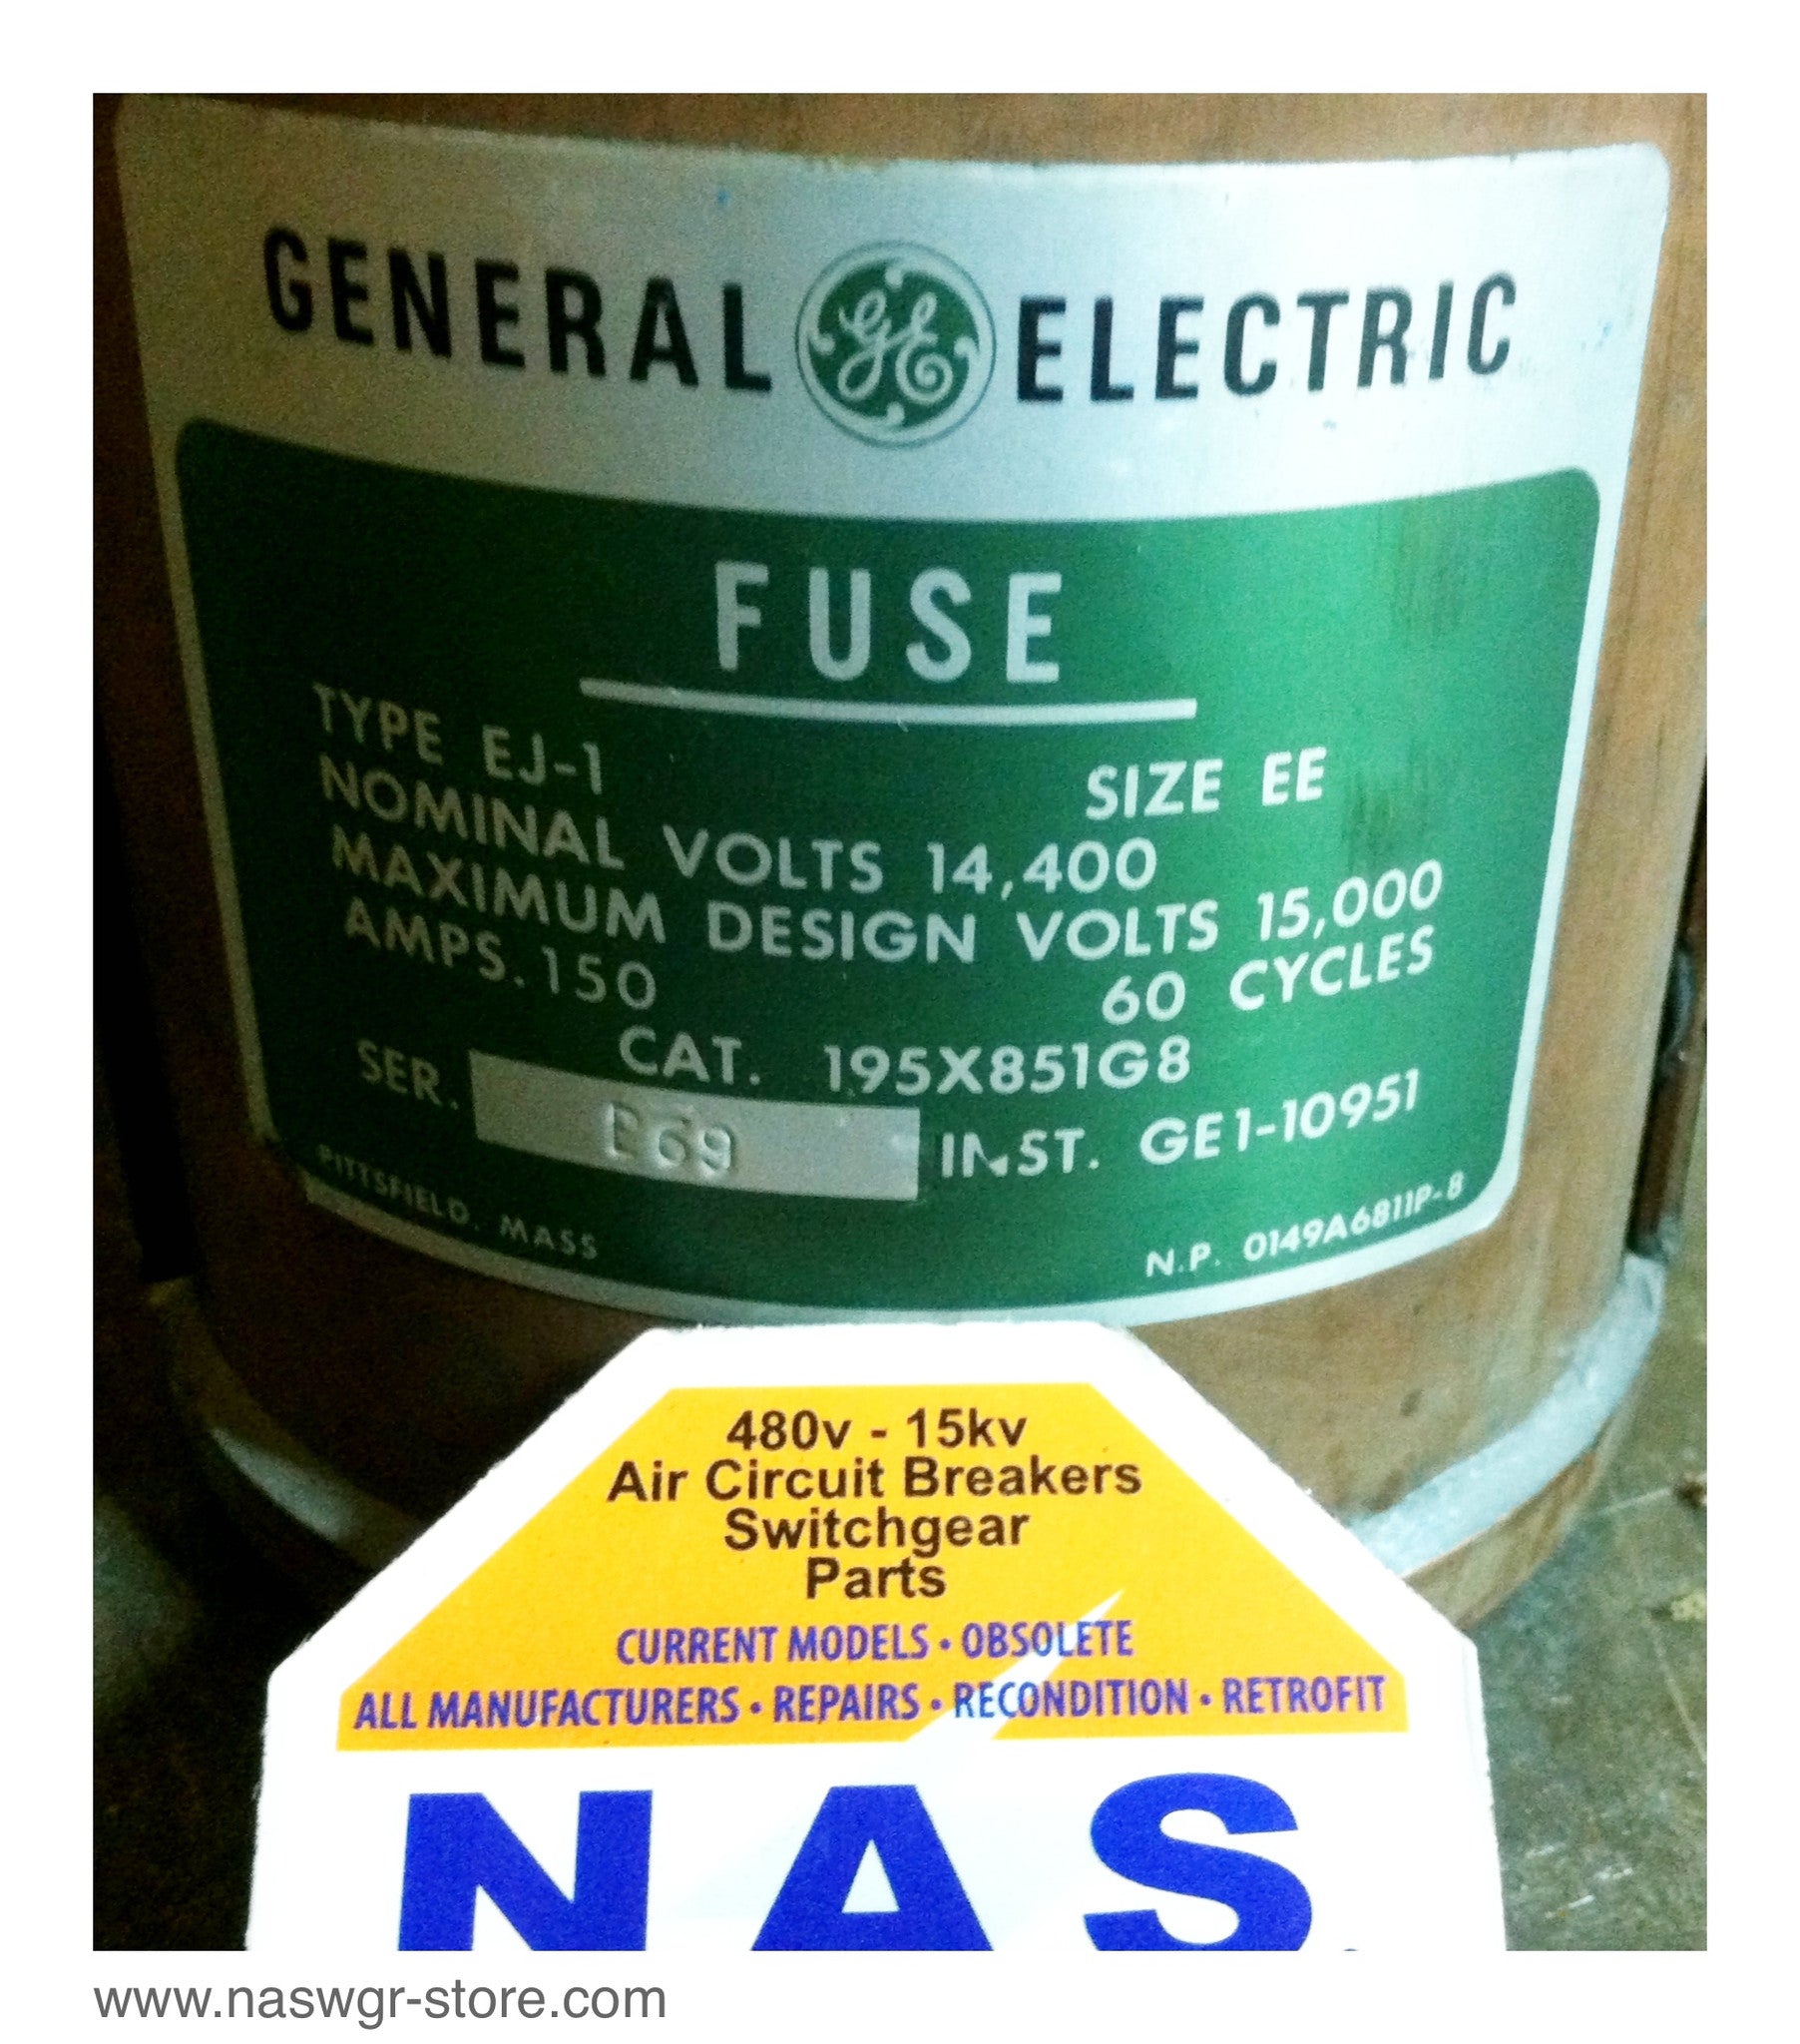 GENERAL GE ELECTRIC
FUSE
TYPE EJ-1 SIZE EE
NOMINAL VOLTS 14,400
MAXIMUM DESIGN VOLTS 15,000
AMPS. 150 60 CYCLES
CAT. 195X851G8
SER. E69 INST. GE1-10951
PITTSFIELD. MASS N.P. 0149A6811P-8
480v - 15kv
Air Circuit Breakers
Switchgear
Parts
CURRENT MODELS • OBSOLETE
ALL MANUFACTURERS • REPAIRS • RECONDITION • RETROFIT
NAS
www.naswgr-store.com